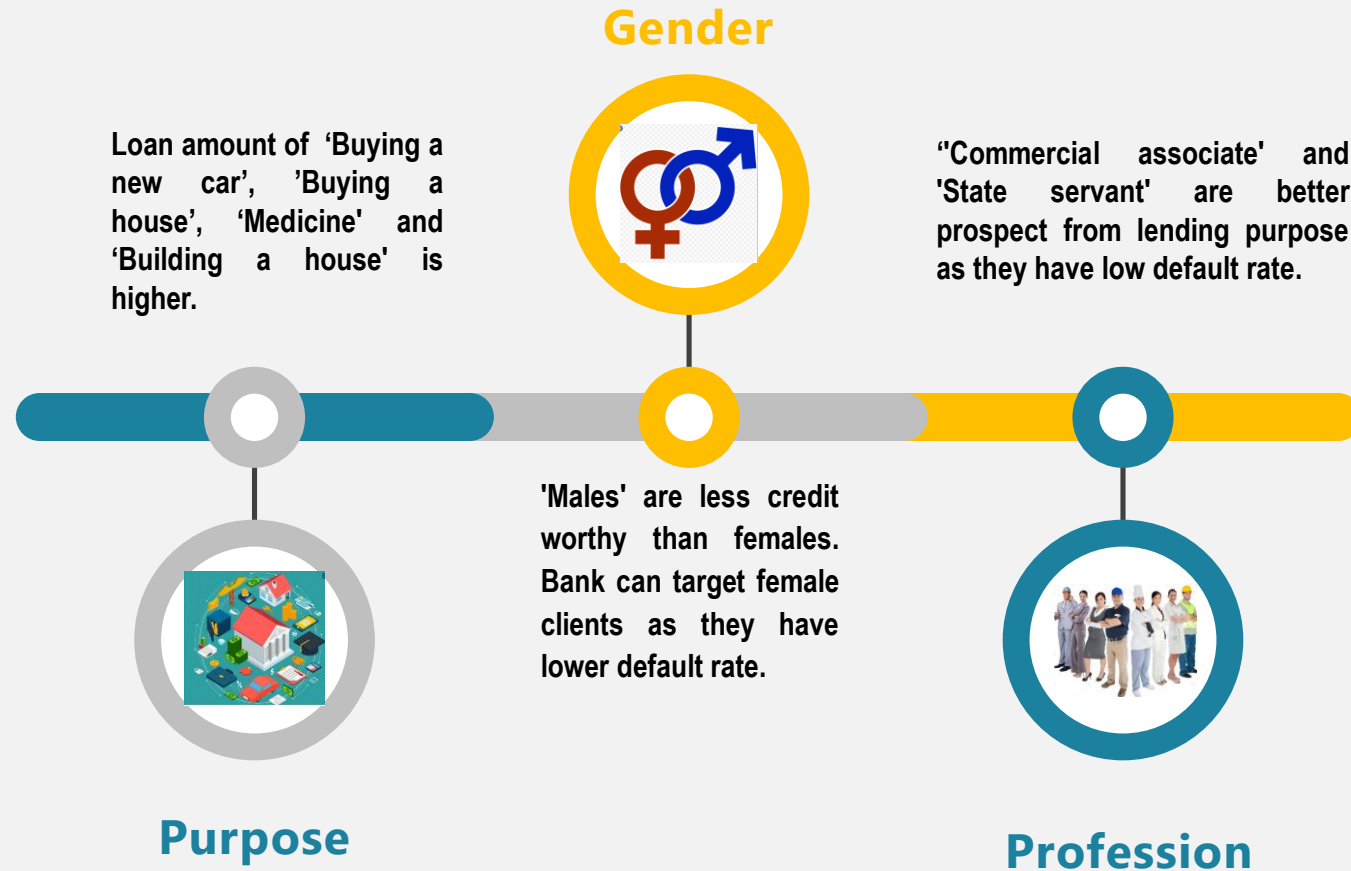 Gender
Loan amount of ‘Buying a
new car’, ’Buying a
house’, ‘Medicine' and
‘Building a house' is
higher.
‘'Commercial associate' and
'State servant' are better
prospect from lending purpose
as they have low default rate.
'Males' are less credit
worthy than females.
Bank can target female
clients as they have
lower default rate.
Purpose
Profession